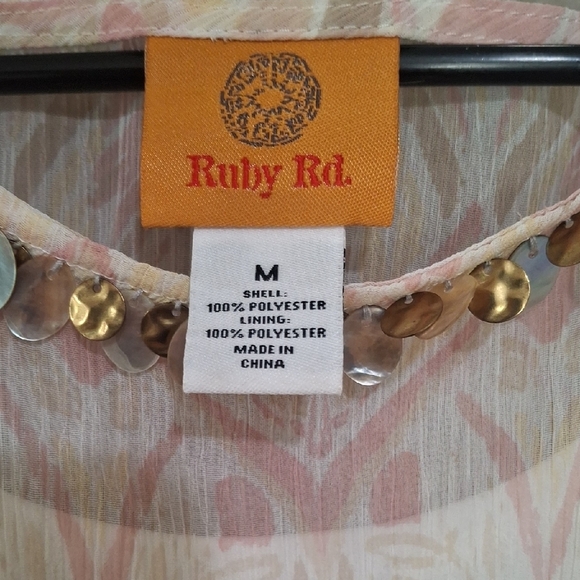 Ruby Rd.
M
SHELL:
100% POLYESTER
LINING:
100% POLYESTER
MADE IN
CHINA